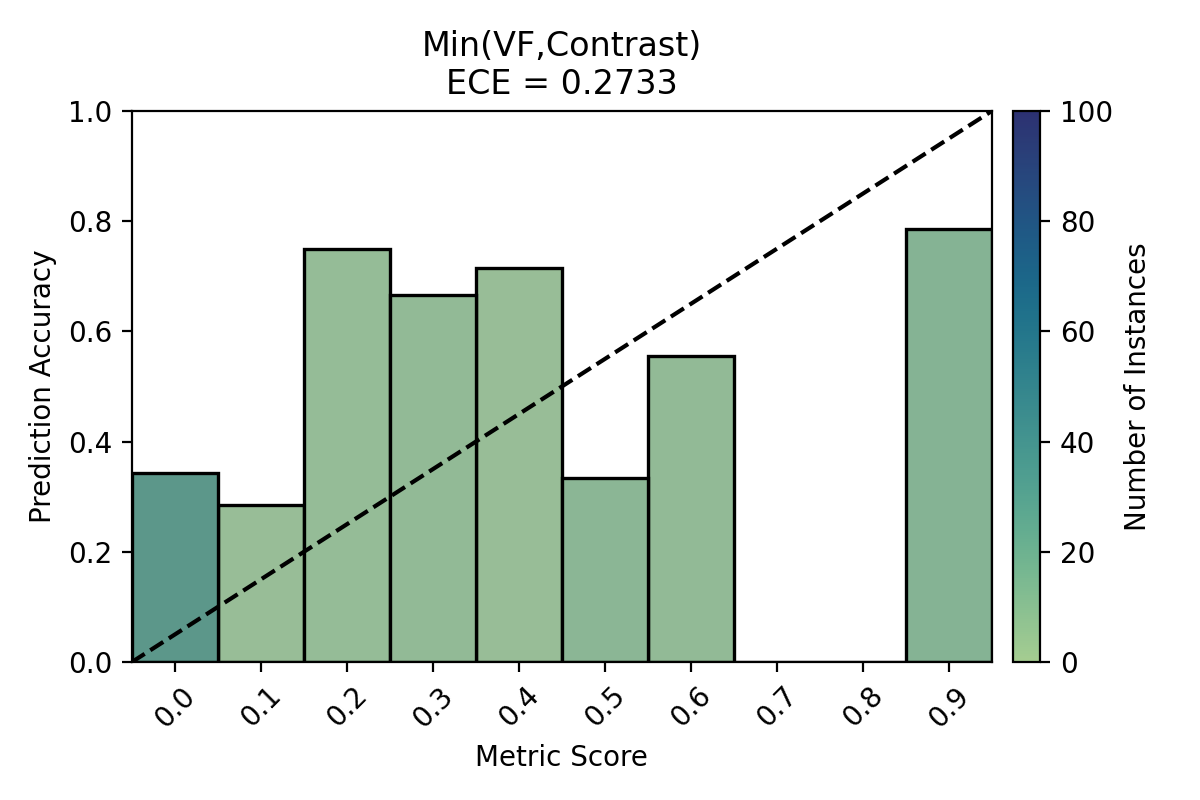 Min(VF,Contrast)
ECE = 0.2733
1.0
0.8
0.6
0.4
0.2
0.0
Prediction Accuracy
0.0 0.1 0.2 0.3 0.4 0.5 0.6 0.7 0.8 0.9
Metric Score
100
80
60
40
20
0
Number of Instances